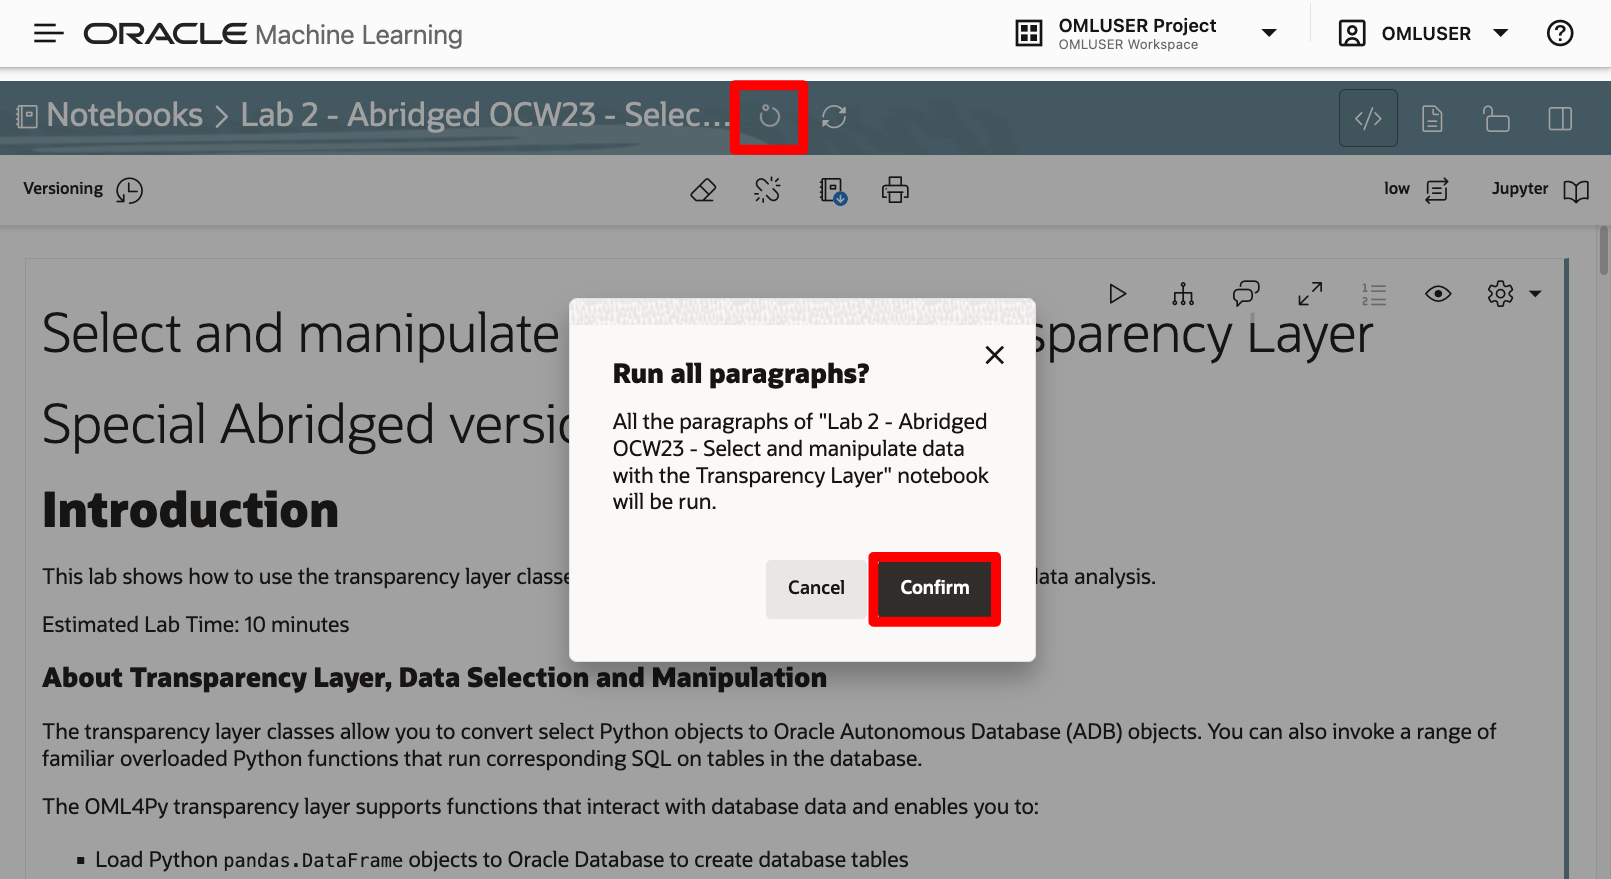 ORACLE Machine Learning
OMLUSER Project
OMLUSER Workspace
OMLUSER
Notebooks > Lab 2 - Abridged OCW23 - Selec...
Versioning
low
Jupyter
Select and manipulate
sparency Layer
Special Abridged versic
Introduction
This lab shows how to use the transparency layer classe
ata analysis.
Estimated Lab Time: 10 minutes
About Transparency Layer, Data Selection and Manipulation
The transparency layer classes allow you to convert select Python objects to Oracle Autonomous Database (ADB) objects. You can also invoke a range of
familiar overloaded Python functions that run corresponding SQL on tables in the database.
The OML4Py transparency layer supports functions that interact with database data and enables you to:
▪ Load Python pandas.DataFrame objects to Oracle Database to create database tables
Run all paragraphs?
All the paragraphs of "Lab 2 - Abridged
OCW23 - Select and manipulate data
with the Transparency Layer" notebook
will be run.
Cancel
Confirm